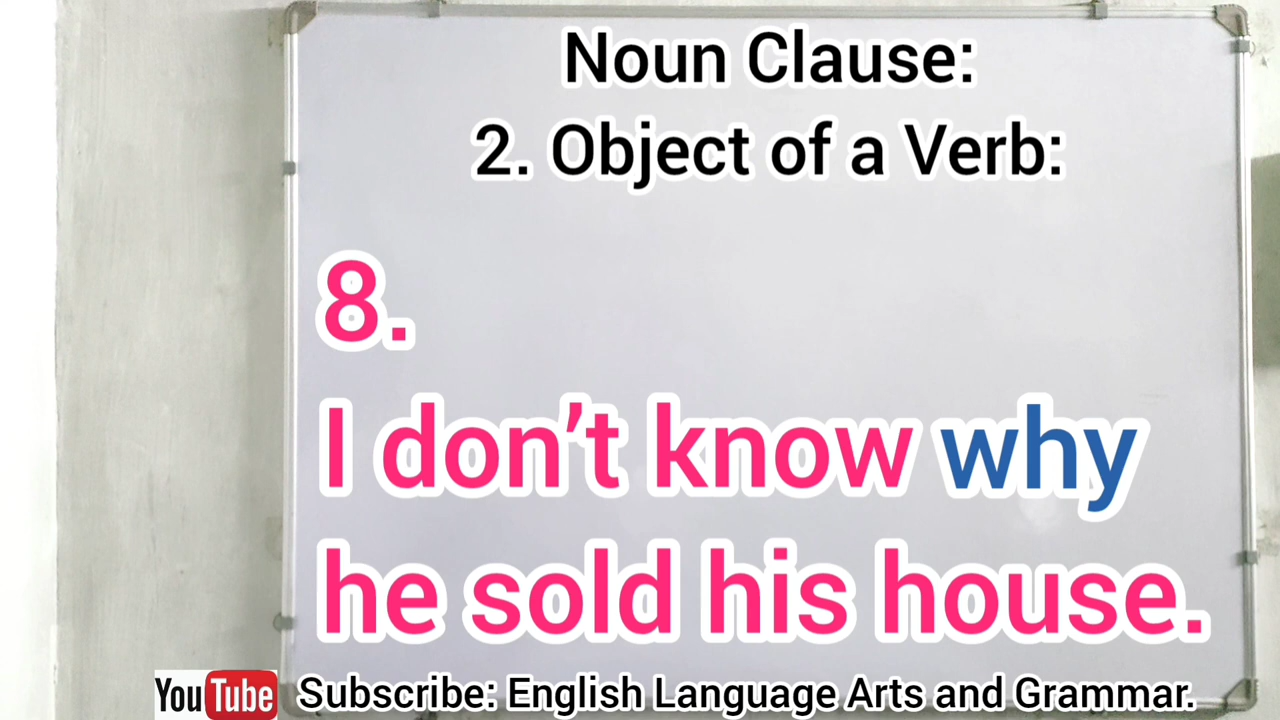 Noun Clause:
2. Object of a Verb:
8.
I don't know why
he sold his house.
YouTube Subscribe: English Language Arts and Grammar.